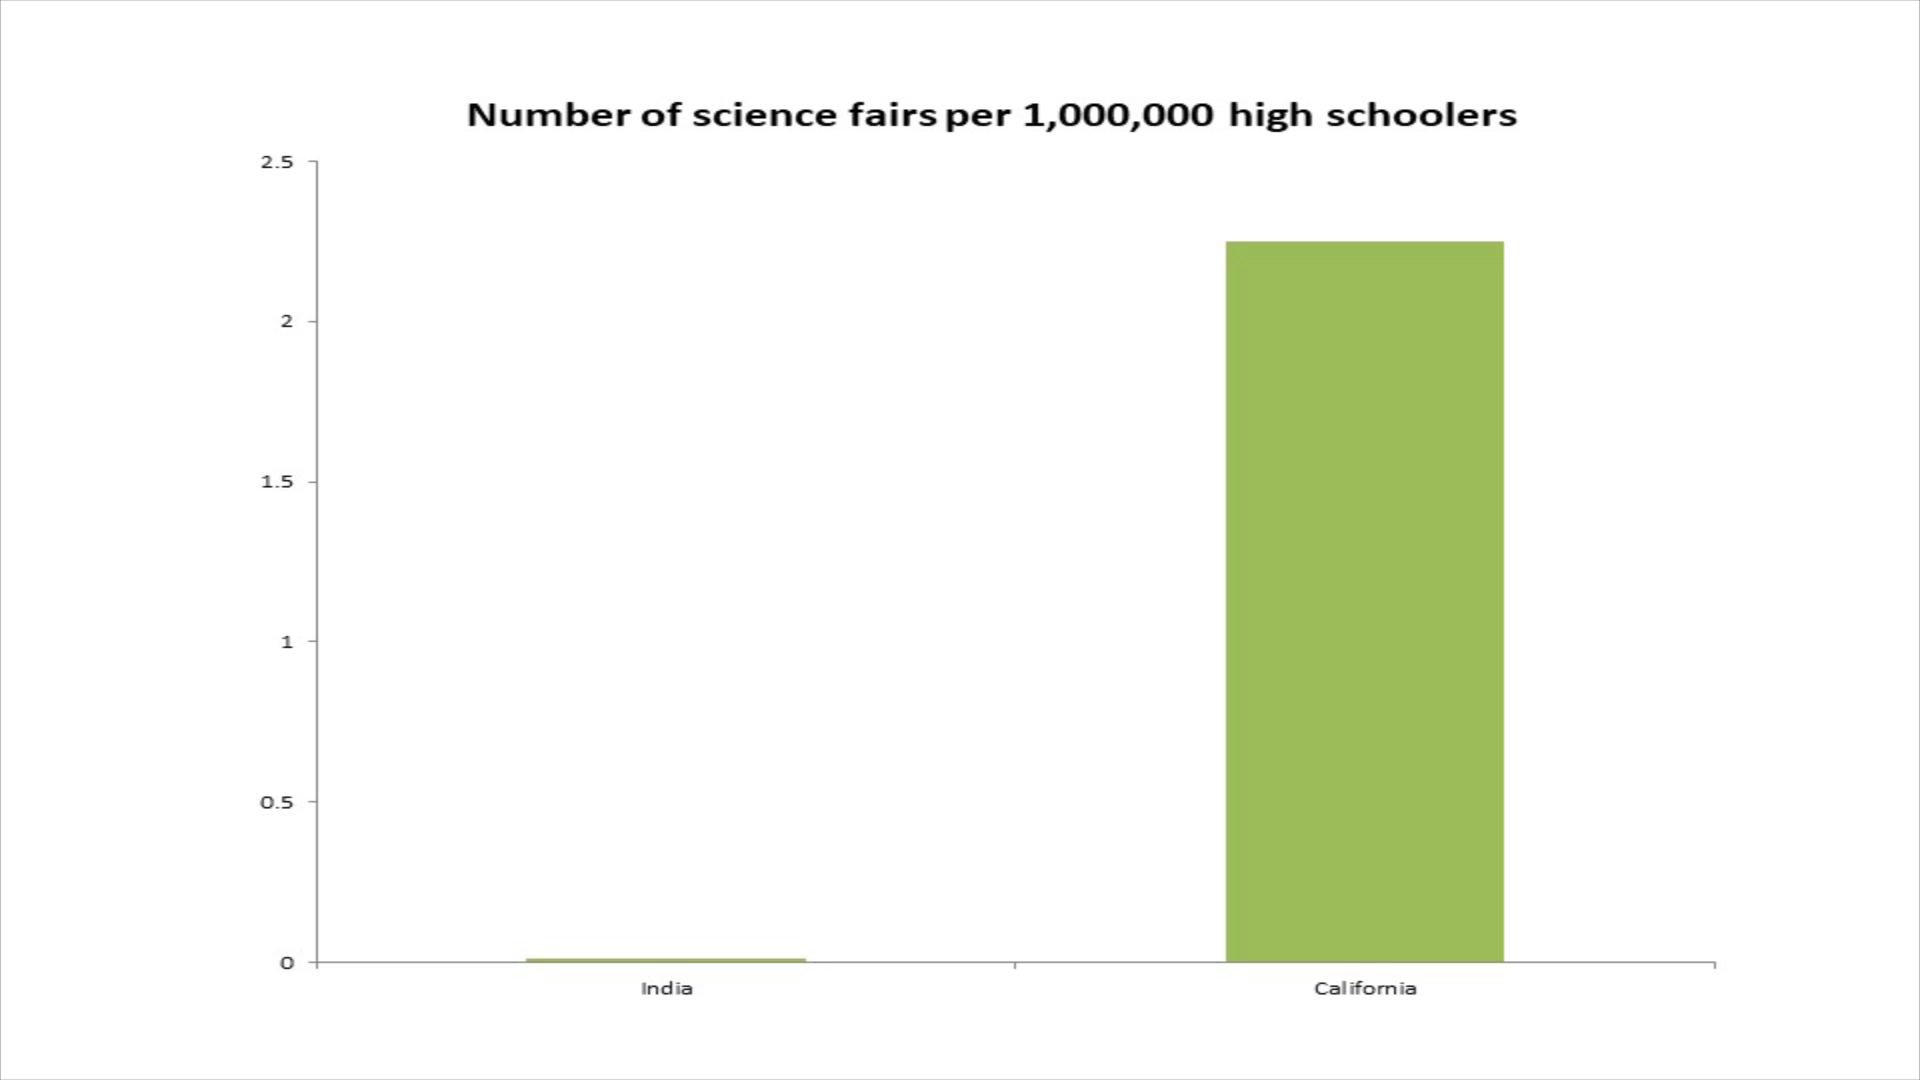 Number of science fairs per 1,000,000 high schoolers
2.5
2
1.5
1
0.5
0
India
California